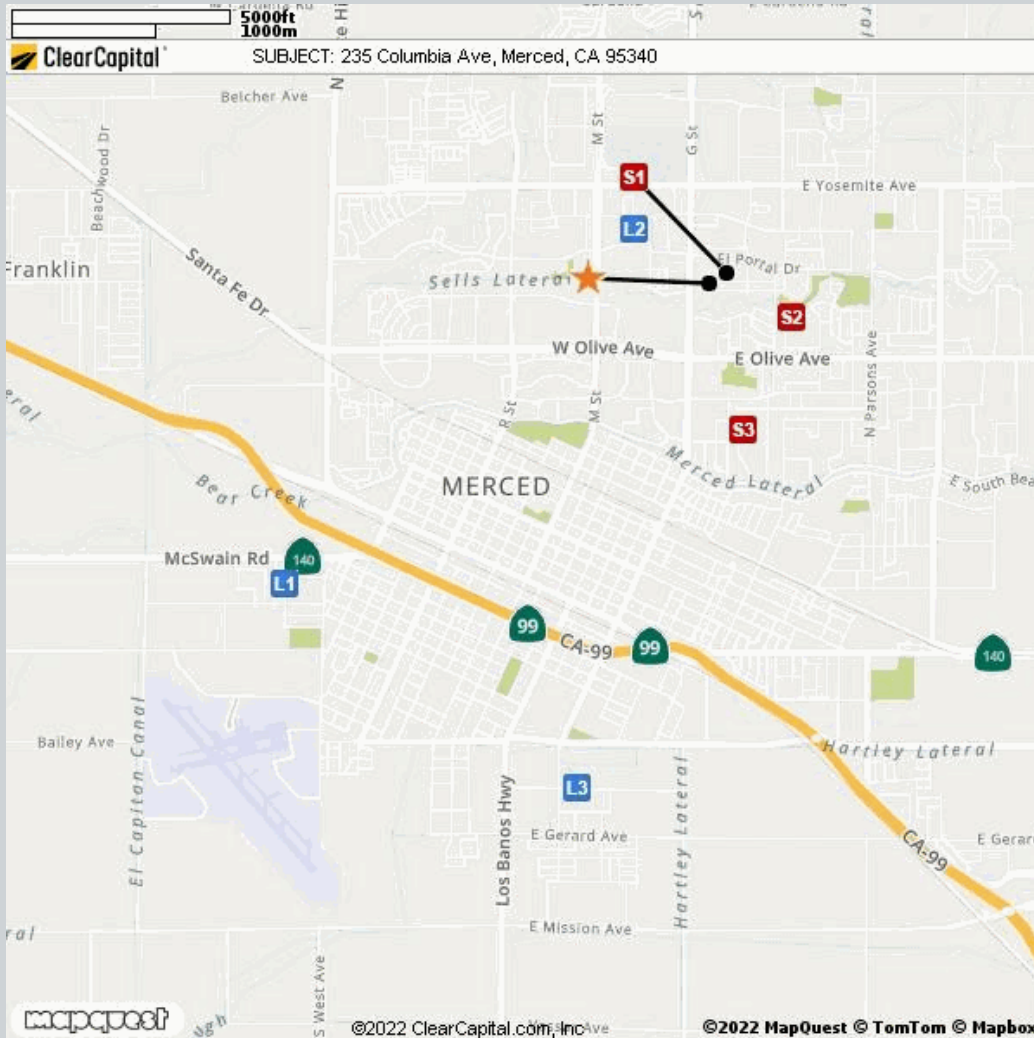 5000ft
1000m
ClearCapital
SUBJECT: 235 Columbia Ave, Merced, CA 95340
Belcher Ave
N
M St
G St
Beachwood Dr
S1
E Yosemite Ave
L2
Franklin
Santa Fe Dr
Sells Lateral
El Portal Dr
S2
W Olive Ave
E Olive Ave
N Parsons Ave
R St
M St
S3
MERCED
Merced Lateral
Bear Creek
E South Bea
McSwain Rd
140
L1
99
CA-99
99
140
El Capitan Canal
Bailey Ave
Hartley Lateral
L3
Los Banos Hwy
Hartley Lateral
E Gerard Ave
CA-99
E Gerar
E Mission Ave
S West Ave
mapquest
©2022 ClearCapital.com, Inc
Ave
©2022 MapQuest © TomTom © Mapbox